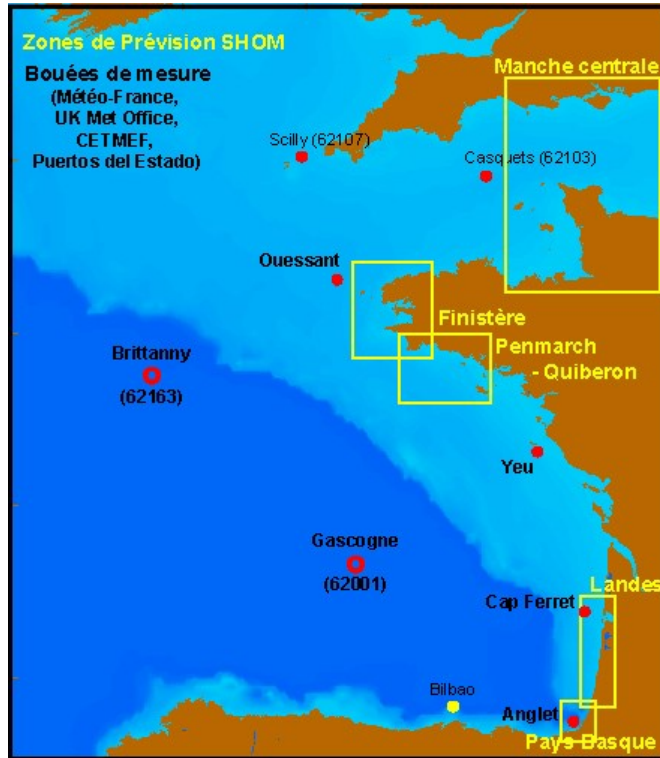 Zones de Prévision SHOM
Bouées de mesure
(Météo-France,
UK Met Office,
CETMEF,
Puertos del Estado)
Manche centrale
Scilly (62107)
Casquets (62103)
Ouessant
Finistère
Penmarch
- Quiberon
Brittanny
(62163)
Yeu
Gascogne
(62001)
Landes
Cap Ferret
Bilbao
Anglet
Pays Basque